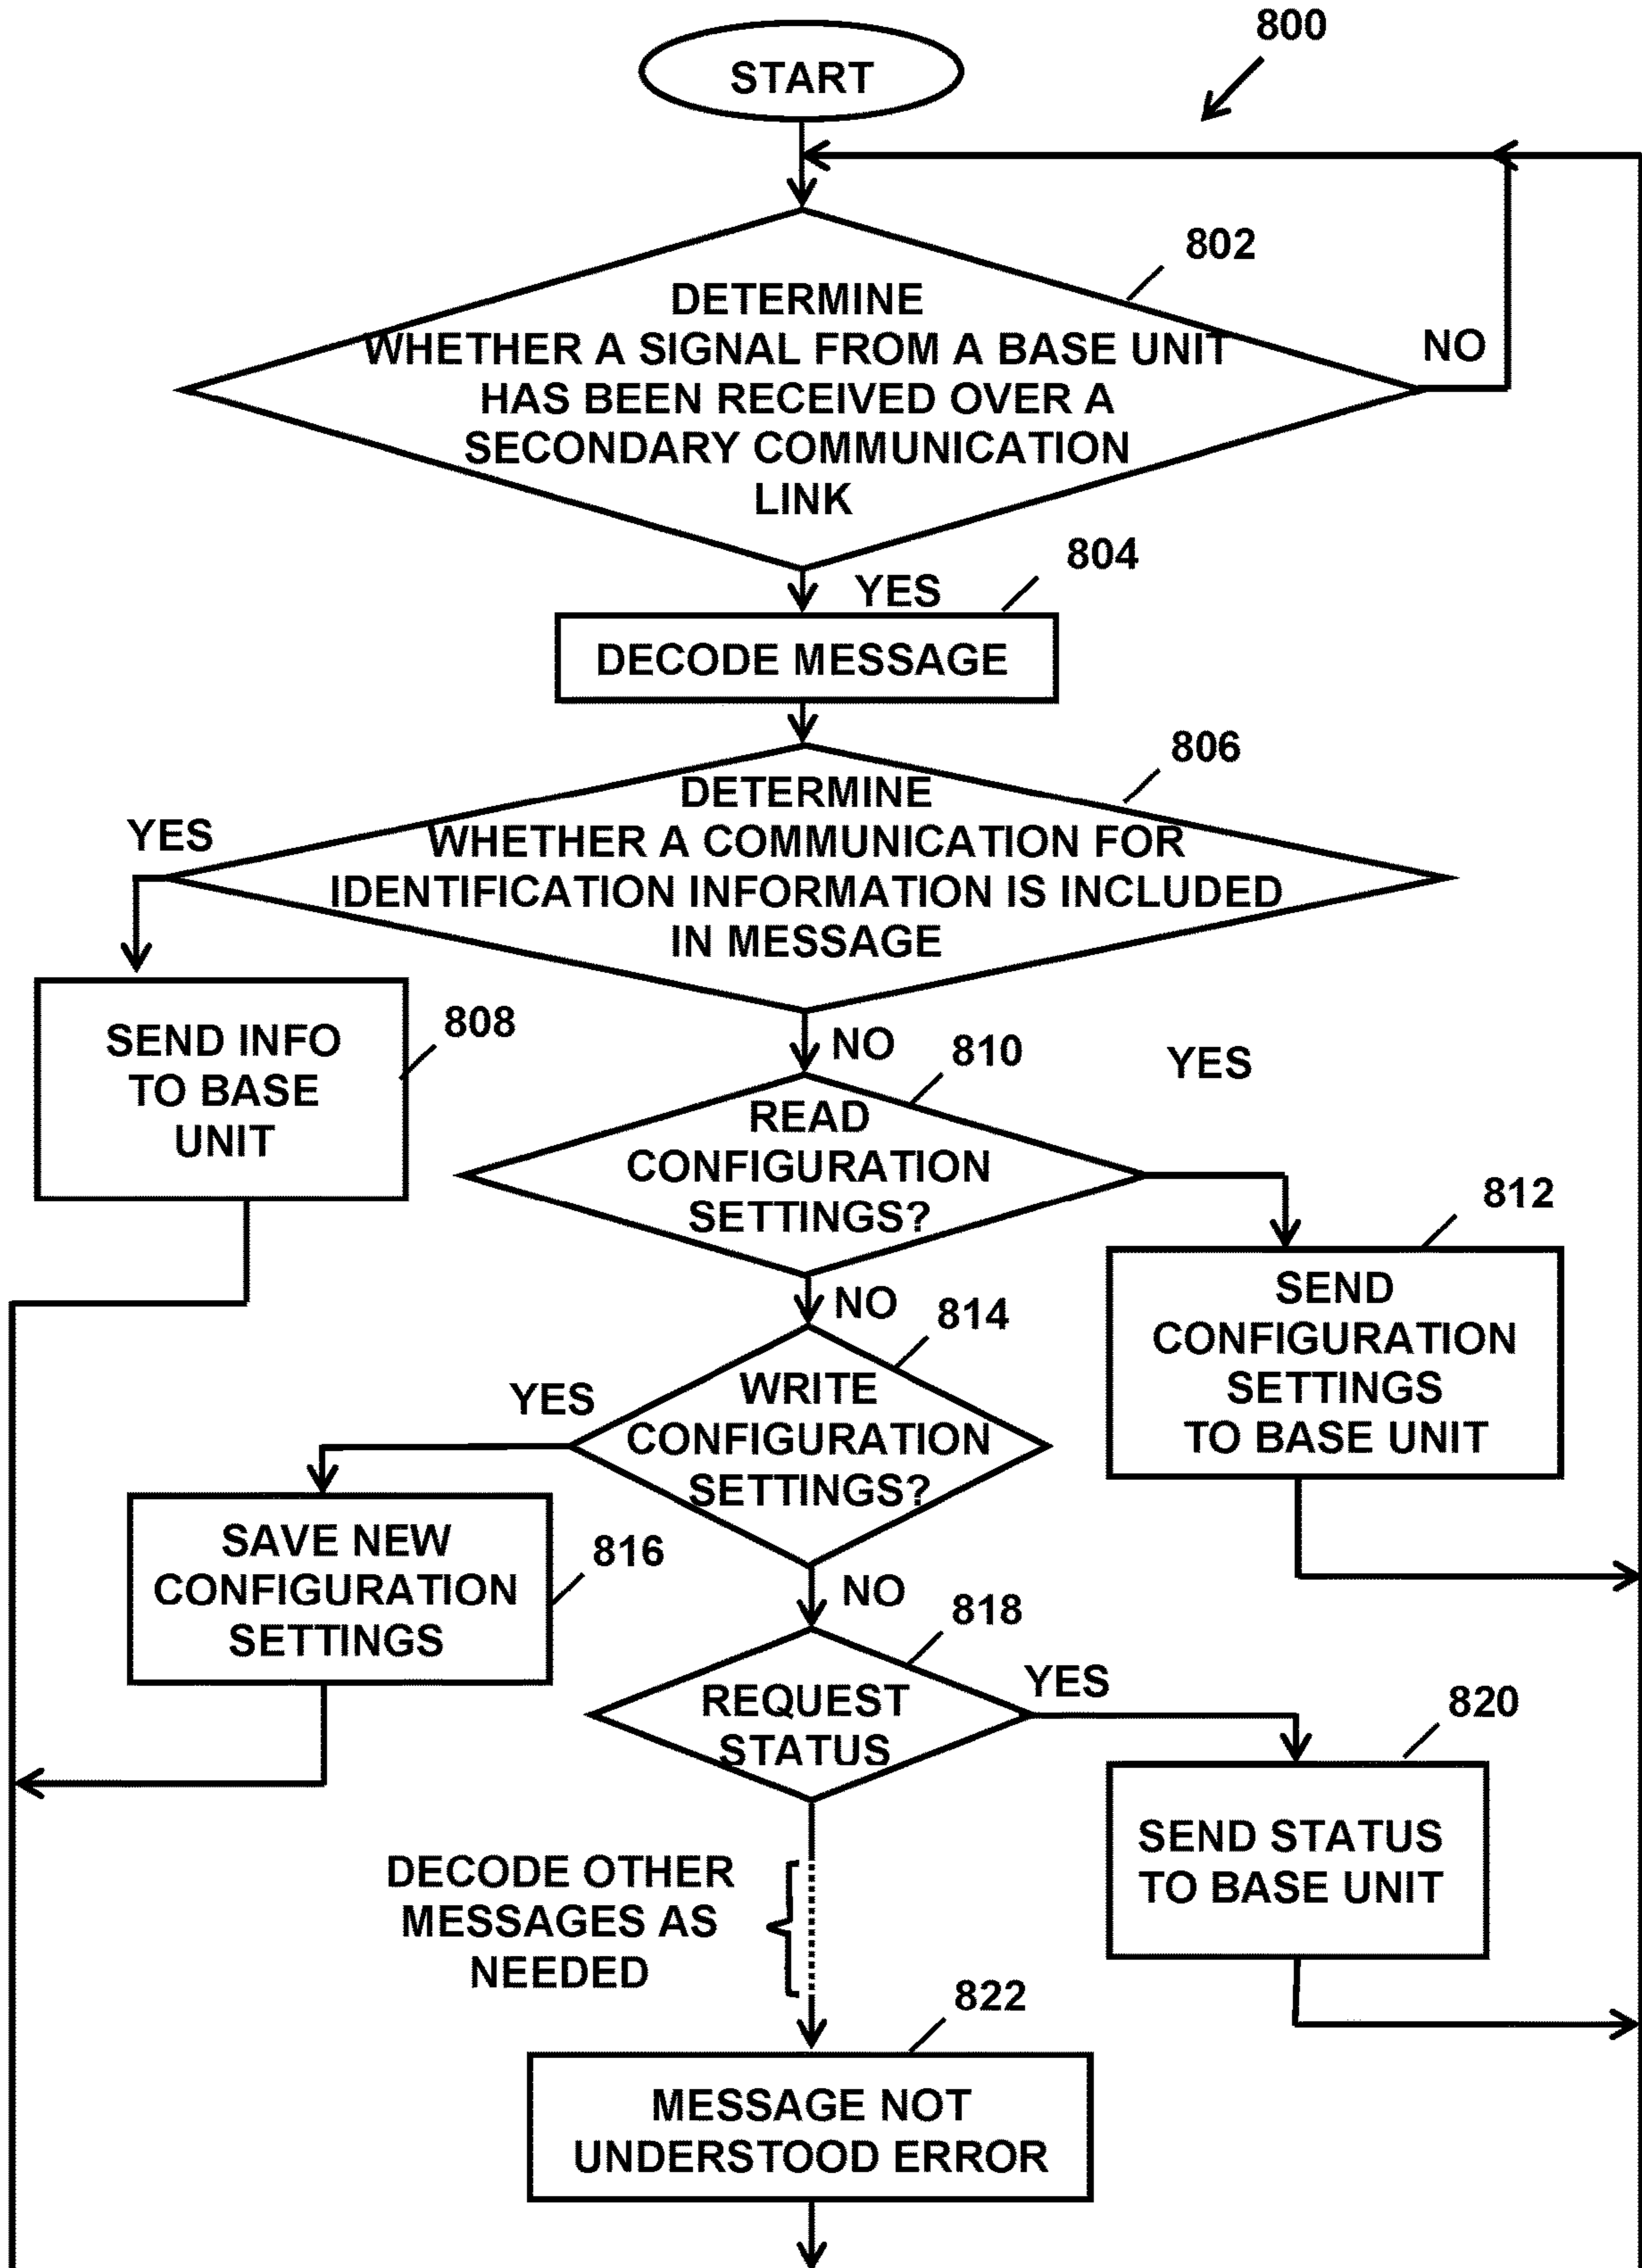 800
START
802
DETERMINE
WHETHER A SIGNAL FROM A BASE UNIT
HAS BEEN RECEIVED OVER A
SECONDARY COMMUNICATION
LINK
NO
YES
804
DECODE MESSAGE
806
DETERMINE
WHETHER A COMMUNICATION FOR
IDENTIFICATION INFORMATION IS INCLUDED
IN MESSAGE
YES
SEND INFO
TO BASE
UNIT
808
NO
810
YES
READ
CONFIGURATION
SETTINGS?
812
SEND
CONFIGURATION
SETTINGS
TO BASE UNIT
NO
814
YES
WRITE
CONFIGURATION
SETTINGS?
SAVE NEW
CONFIGURATION
SETTINGS
816
NO
818
REQUEST
STATUS
YES
820
SEND STATUS
TO BASE UNIT
DECODE OTHER
MESSAGES AS
NEEDED
822
MESSAGE NOT
UNDERSTOOD ERROR